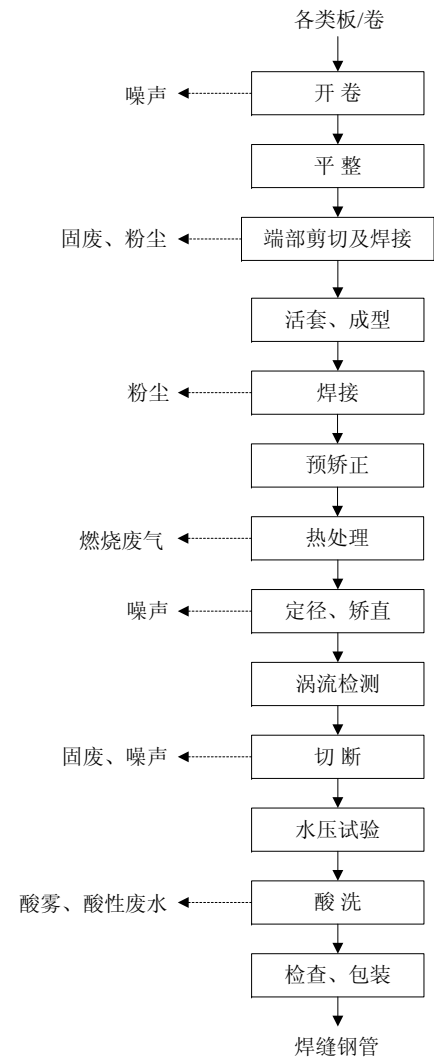 各类板/卷
噪声
开 卷
平 整
固废、粉尘
端部剪切及焊接
活套、成型
粉尘
焊接
预矫正
燃烧废气
热处理
噪声
定径、矫直
涡流检测
固废、噪声
切 断
水压试验
酸雾、酸性废水
酸 洗
检查、包装
焊缝钢管